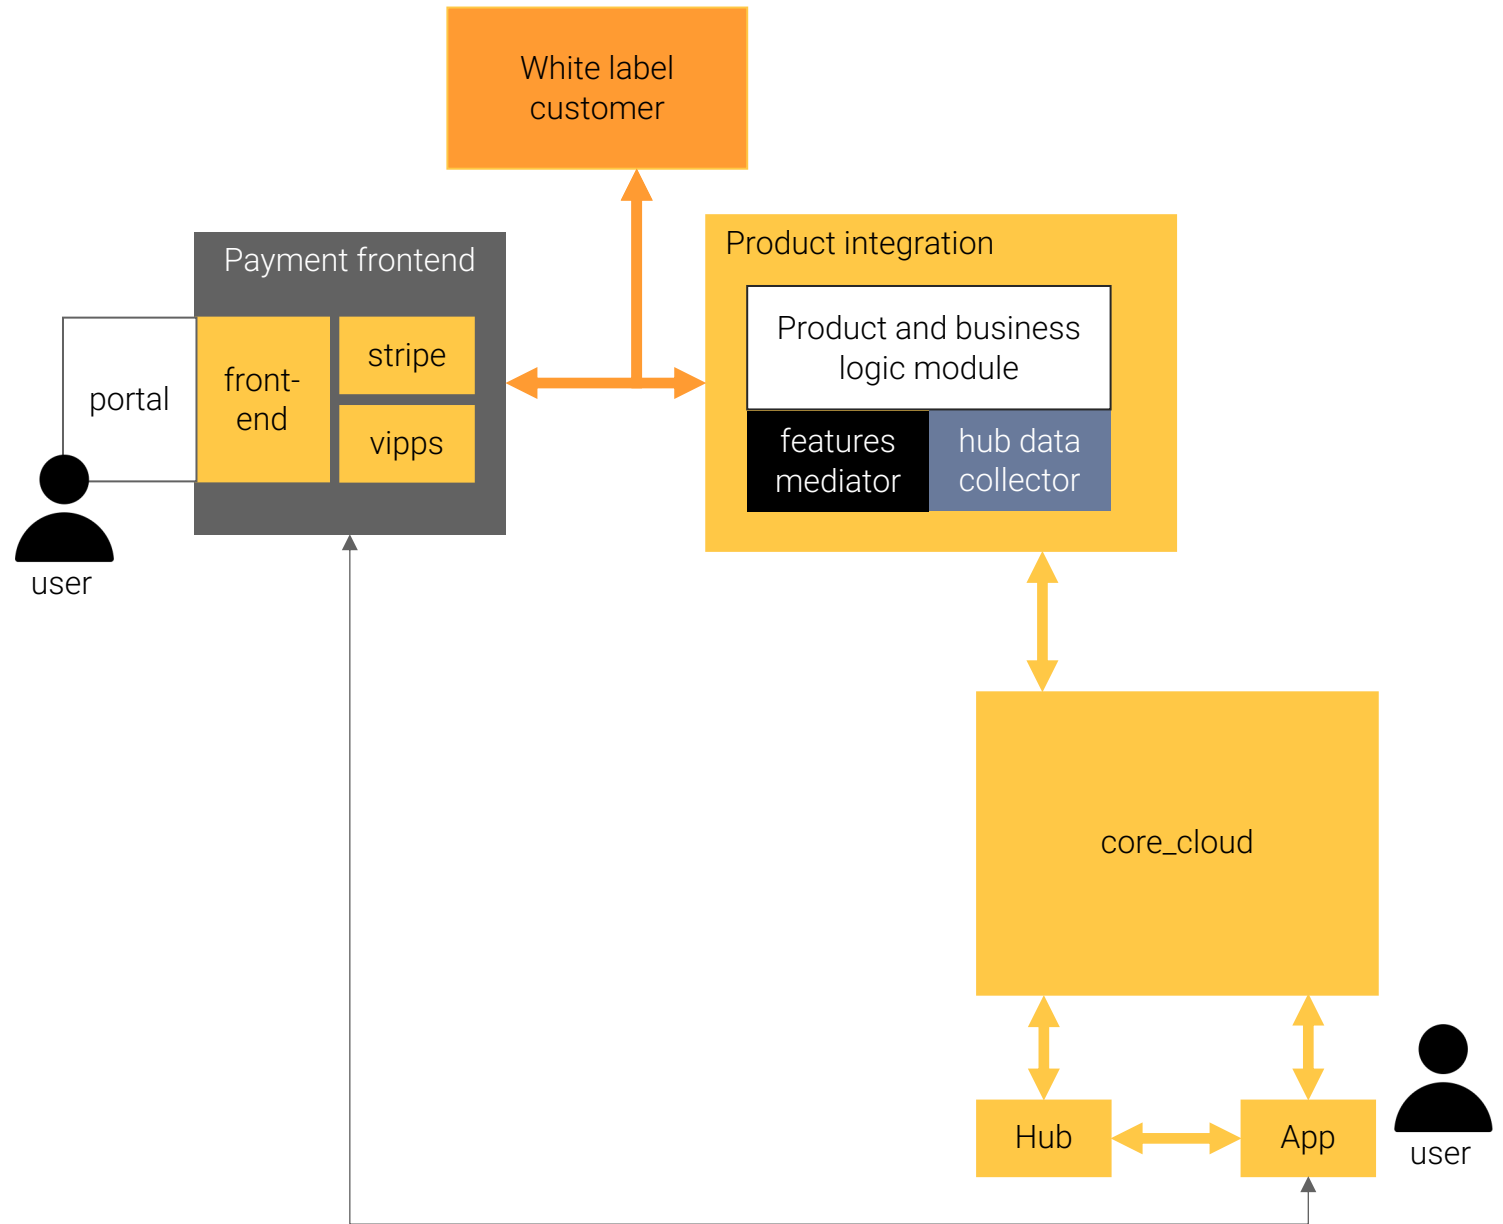 White label
customer
Payment frontend
portal
front-
end
stripe
vipps
user
Product integration
Product and business
logic module
features
mediator
hub data
collector
core_cloud
Hub
App
user